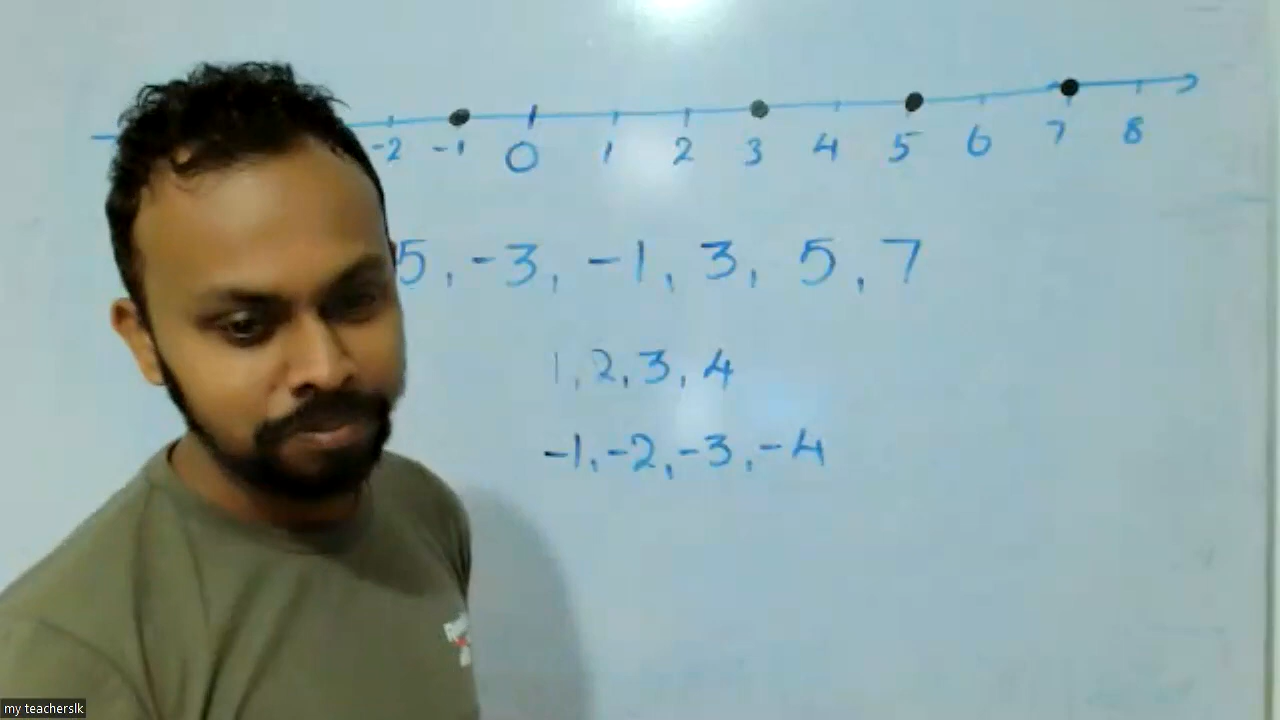 -2 -1 0 1 2 3 4 5 6 7 8
5, -3, -1, 3, 5, 7
1, 2, 3, 4
-1, -2, -3, -4
my teacherslk